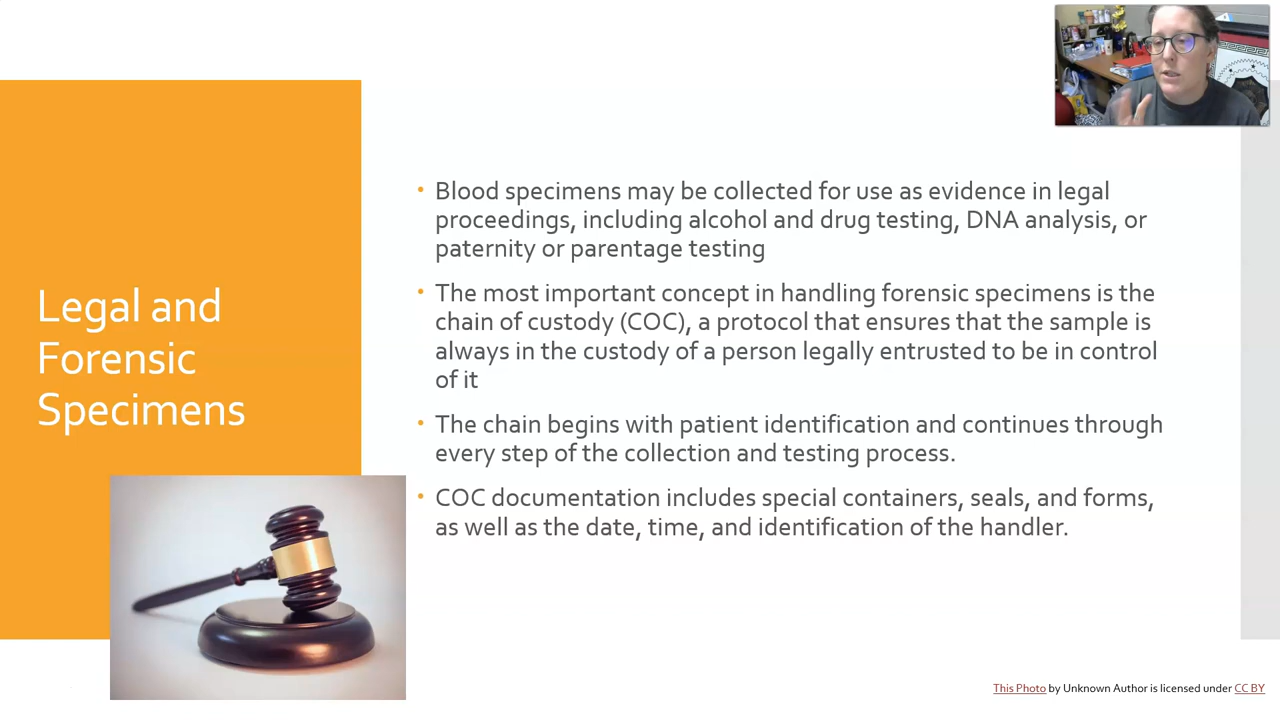 Legal and
Forensic
Specimens
• Blood specimens may be collected for use as evidence in legal
proceedings, including alcohol and drug testing, DNA analysis, or
paternity or parentage testing
• The most important concept in handling forensic specimens is the
chain of custody (COC), a protocol that ensures that the sample is
always in the custody of a person legally entrusted to be in control
of it
• The chain begins with patient identification and continues through
every step of the collection and testing process.
• COC documentation includes special containers, seals, and forms,
as well as the date, time, and identification of the handler.
This Photo by Unknown Author is licensed under CC BY